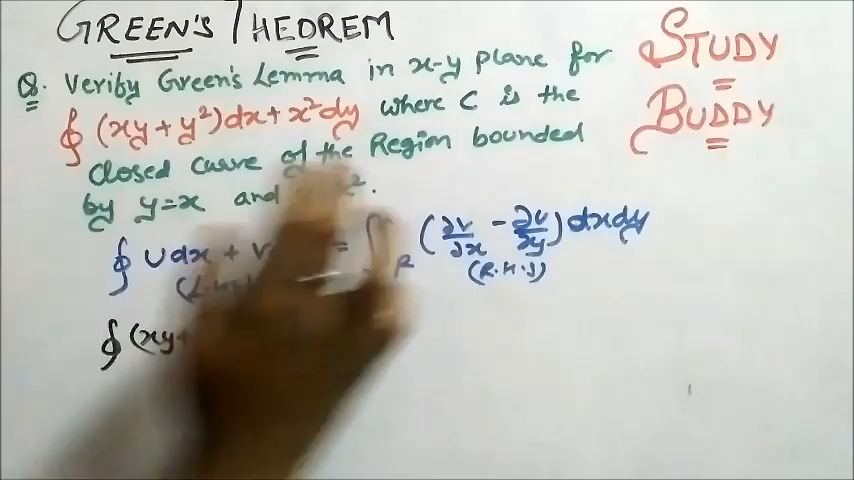 GREEN'S THEOREM
STUDY
BUDDY
Q. Verify Green's Lemma in x-y plane for
∮ (xy + y²)dx + x²dy where C is the
closed curve of the Region bounded
by y=x and
∮ Udx + V = ∫ R (∂V/∂x - ∂U/∂y) dxdy
(R.H.S)
∮ (xy+